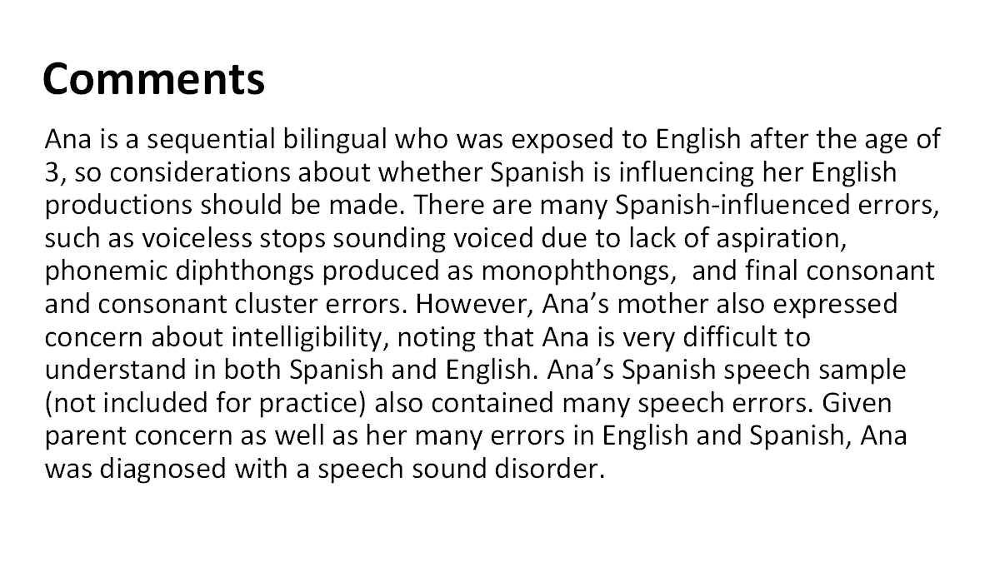 Comments
Ana is a sequential bilingual who was exposed to English after the age of
3, so considerations about whether Spanish is influencing her English
productions should be made. There are many Spanish-influenced errors,
such as voiceless stops sounding voiced due to lack of aspiration,
phonemic diphthongs produced as monophthongs,  and final consonant
and consonant cluster errors. However, Ana’s mother also expressed
concern about intelligibility, noting that Ana is very difficult to
understand in both Spanish and English. Ana’s Spanish speech sample
(not included for practice) also contained many speech errors. Given
parent concern as well as her many errors in English and Spanish, Ana
was diagnosed with a speech sound disorder.